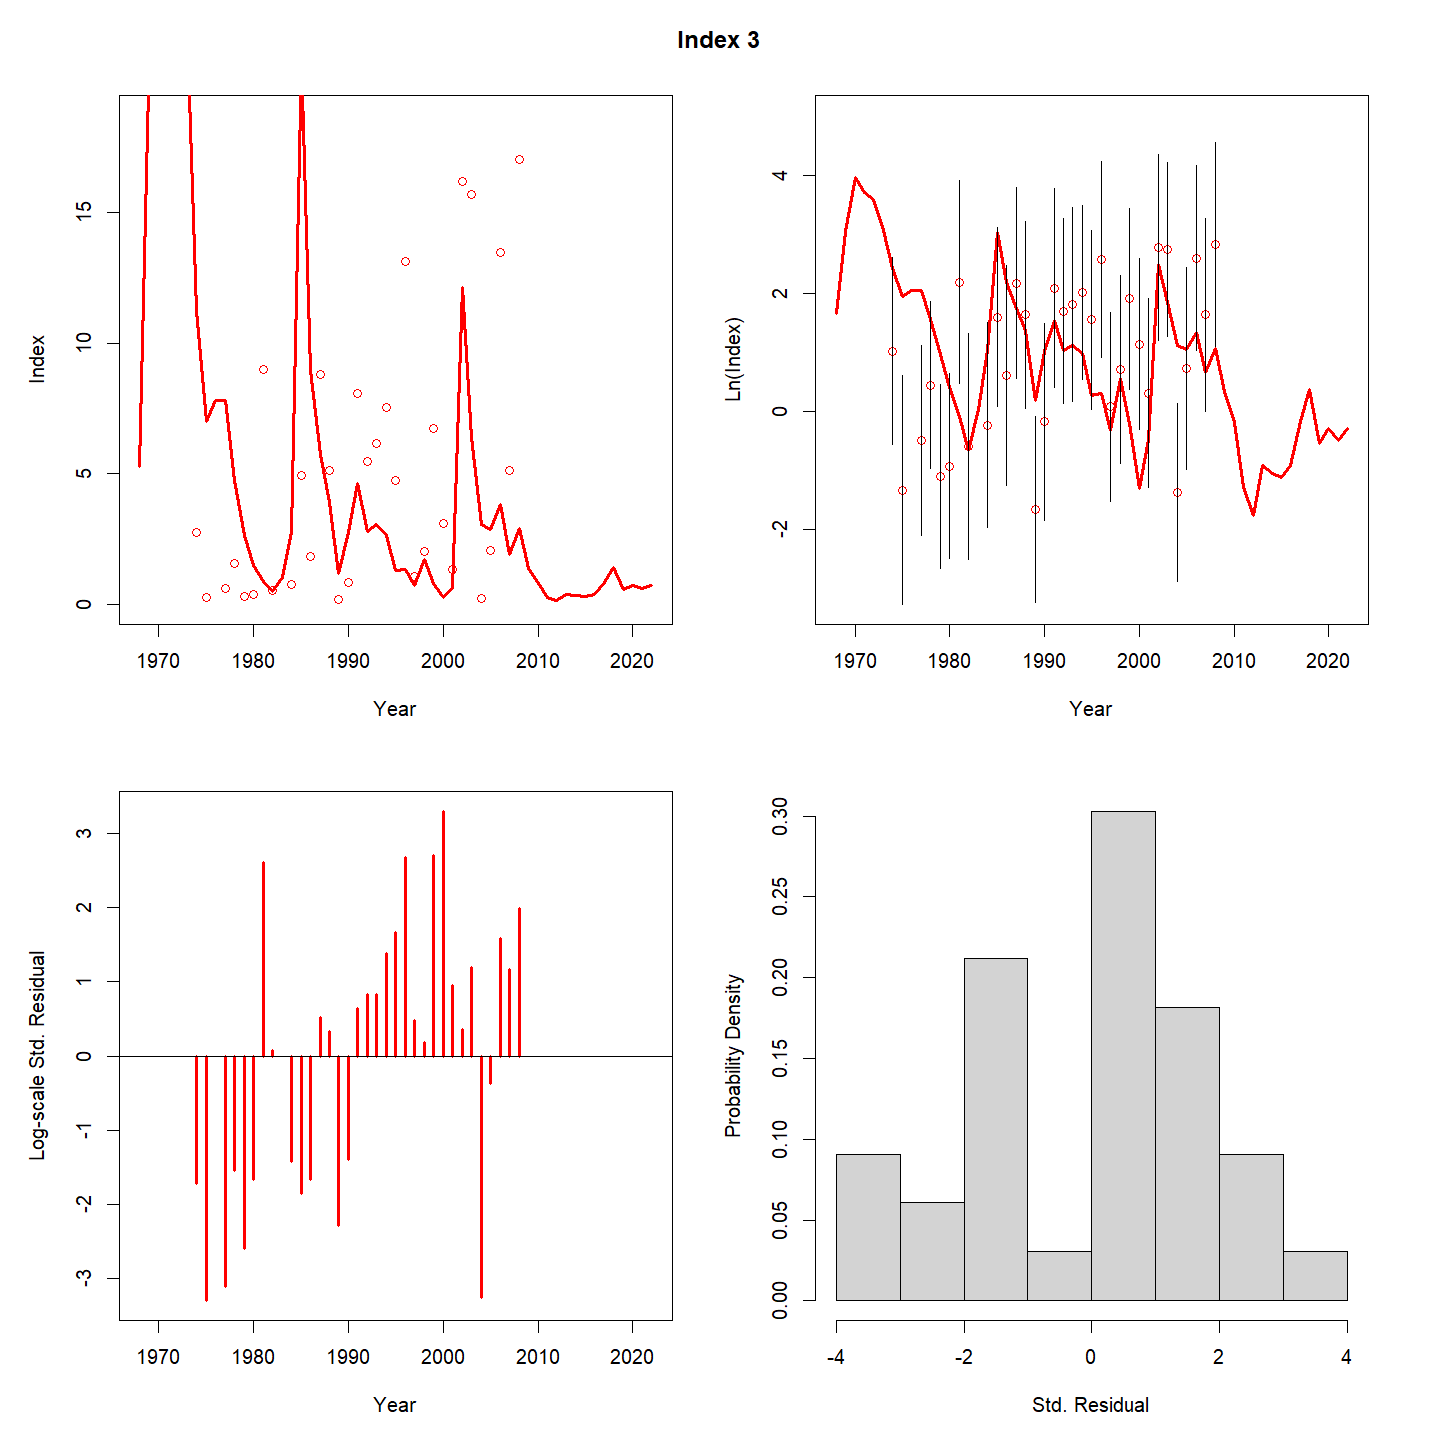 Index 3
Index
0 5 10 15
1970 1980 1990 2000 2010 2020
Year
Ln(Index)
-2 0 2 4
1970 1980 1990 2000 2010 2020
Year
Log-scale Std. Residual
-3 -2 -1 0 1 2 3
1970 1980 1990 2000 2010 2020
Year
Probability Density
0.00 0.05 0.10 0.15 0.20 0.25 0.30
-4 -2 0 2 4
Std. Residual